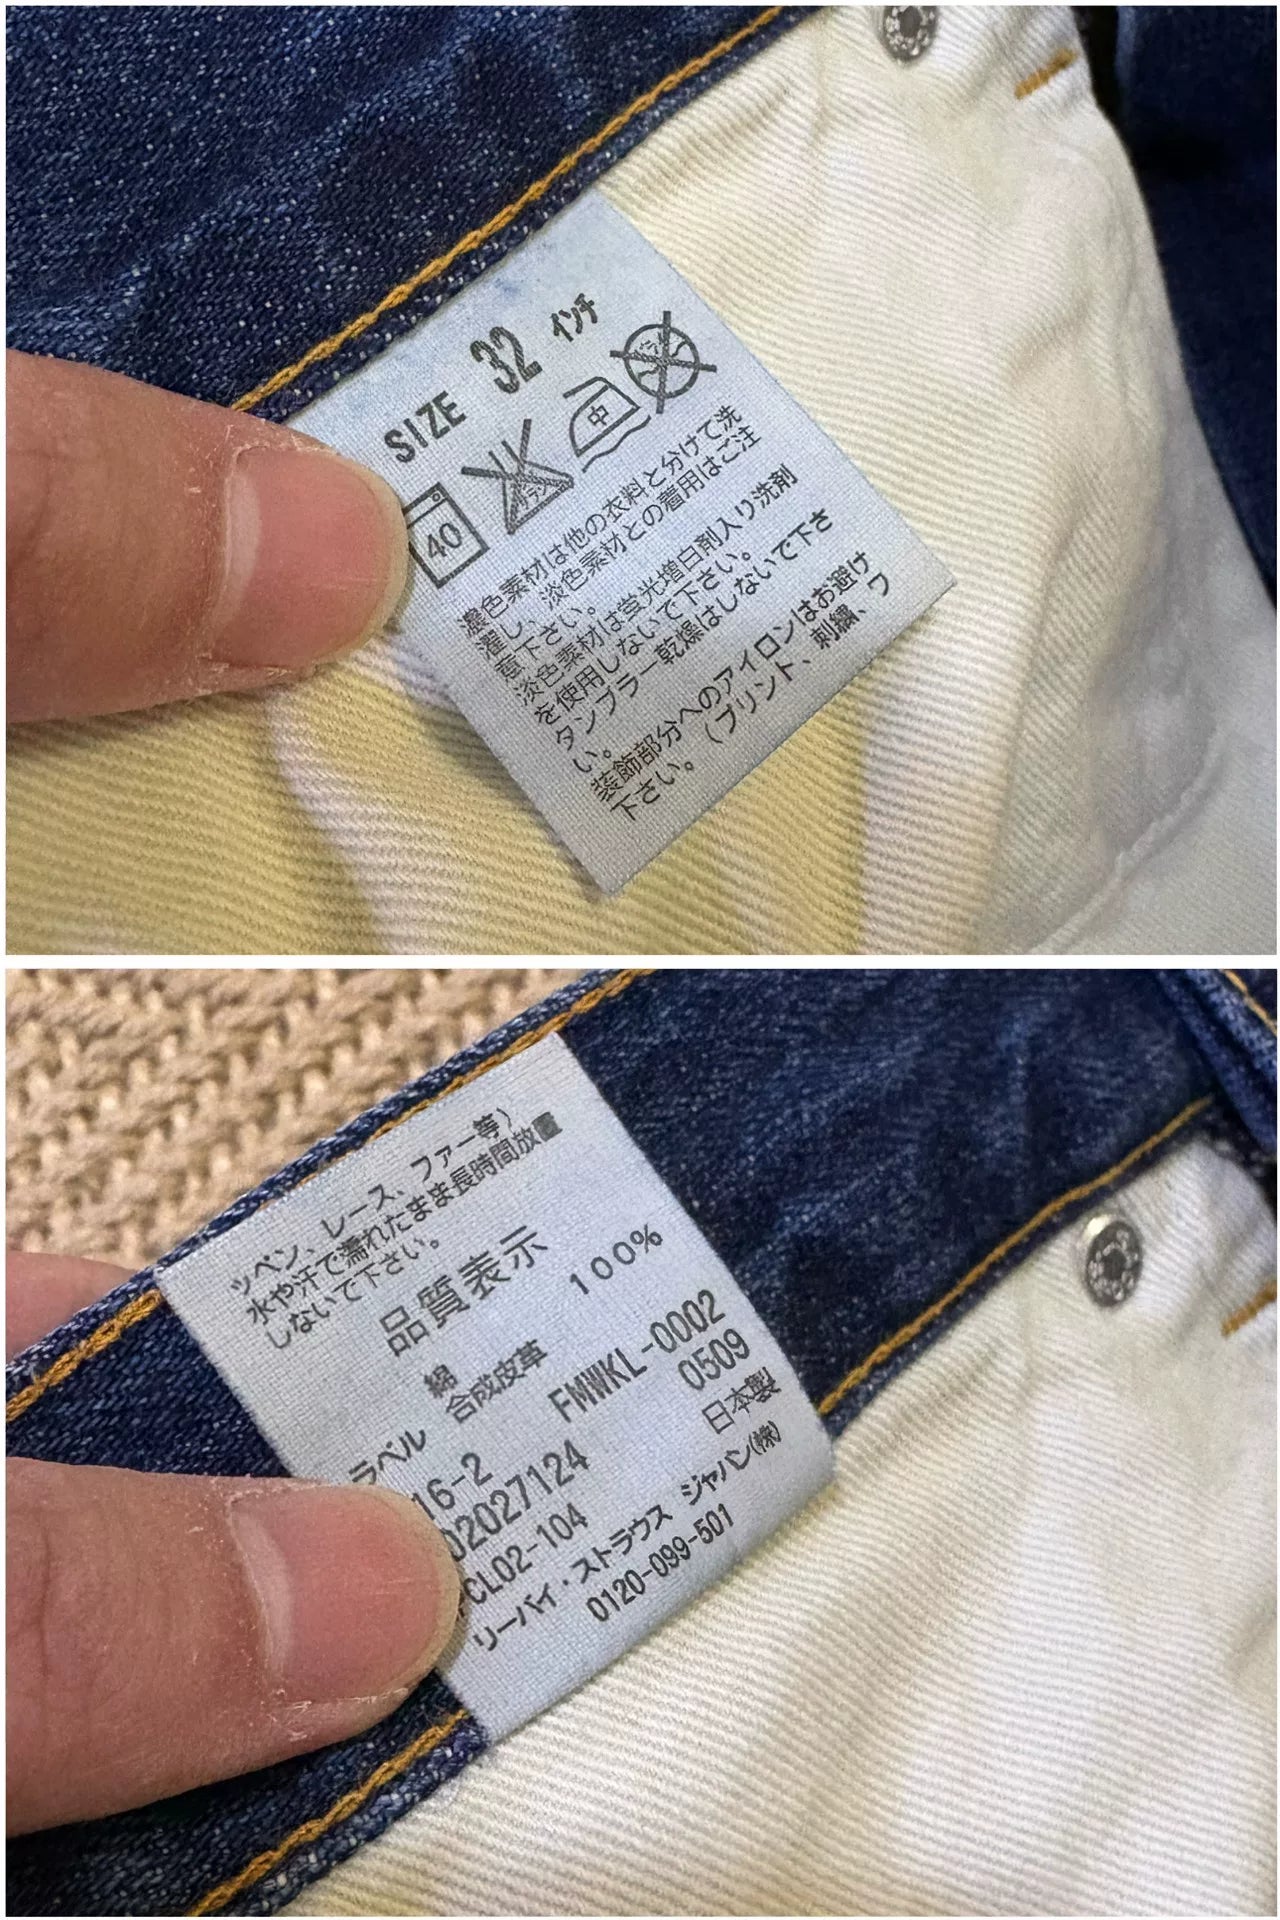 SIZE 32 インチ
40
中
濃色素材は他の衣料と分けて洗
濯し、淡色素材との着用はご注
意下さい。
淡色素材は蛍光増白剤入り洗剤
を使用しないで下さい。
タンブラー乾燥はしないで下さ
い。
装飾部分へのアイロンはお避け
下さい。(プリント、刺繍、ワ
ッペン、レース、ファー等)
水や汗で濡れたまま長時間放置
しないで下さい。
品質表示
綿 100%
合成皮革
ラベル FMWKL-0002
16-2 0509
02027124 日本製
CL02-104
リーバイ・ストラウス ジャパン(株)
0120-099-501